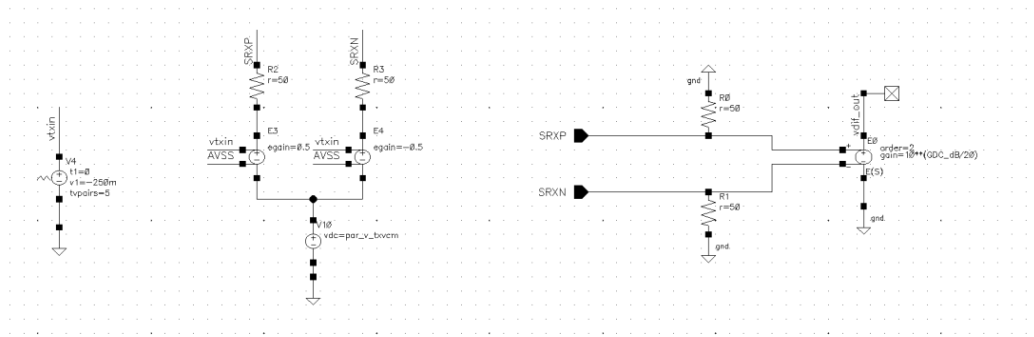 vtxin
V4
t1=0
v1=-250m
tvpairs=5
SRXP
R2
r=50
SRXN
R3
r=50
vtxin
AVSS
E3
egain=0.5
vtxin
AVSS
E4
egain=-0.5
V10
vdc=par_v_txvcm
gnd
R0
r=50
SRXP
SRXN
R1
r=50
gnd
vdif_out
E0
order=2
gain=10**(GDC_dB/20)
E(S)
gnd